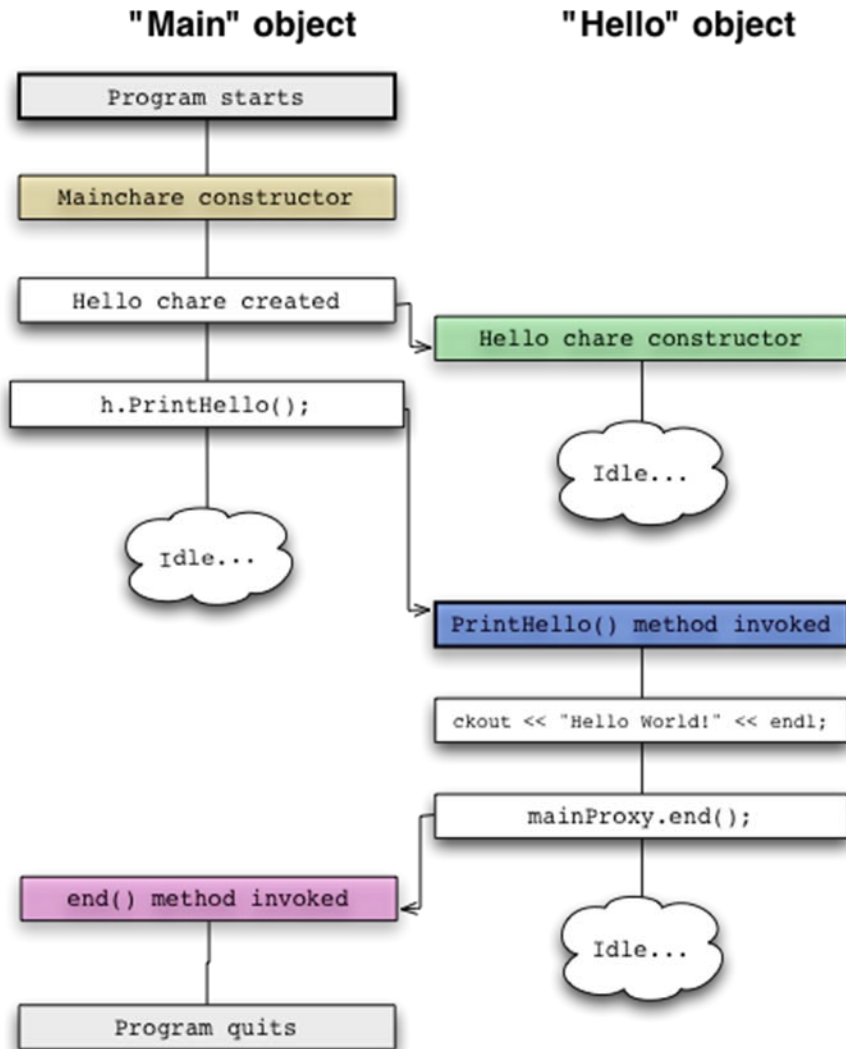 "Main" object
"Hello" object
Program starts
Mainchare constructor
Hello chare created
Hello chare constructor
h.PrintHello();
Idle...
Idle...
PrintHello() method invoked
ckout << "Hello World!" << endl;
mainProxy.end();
end() method invoked
Idle...
Program quits